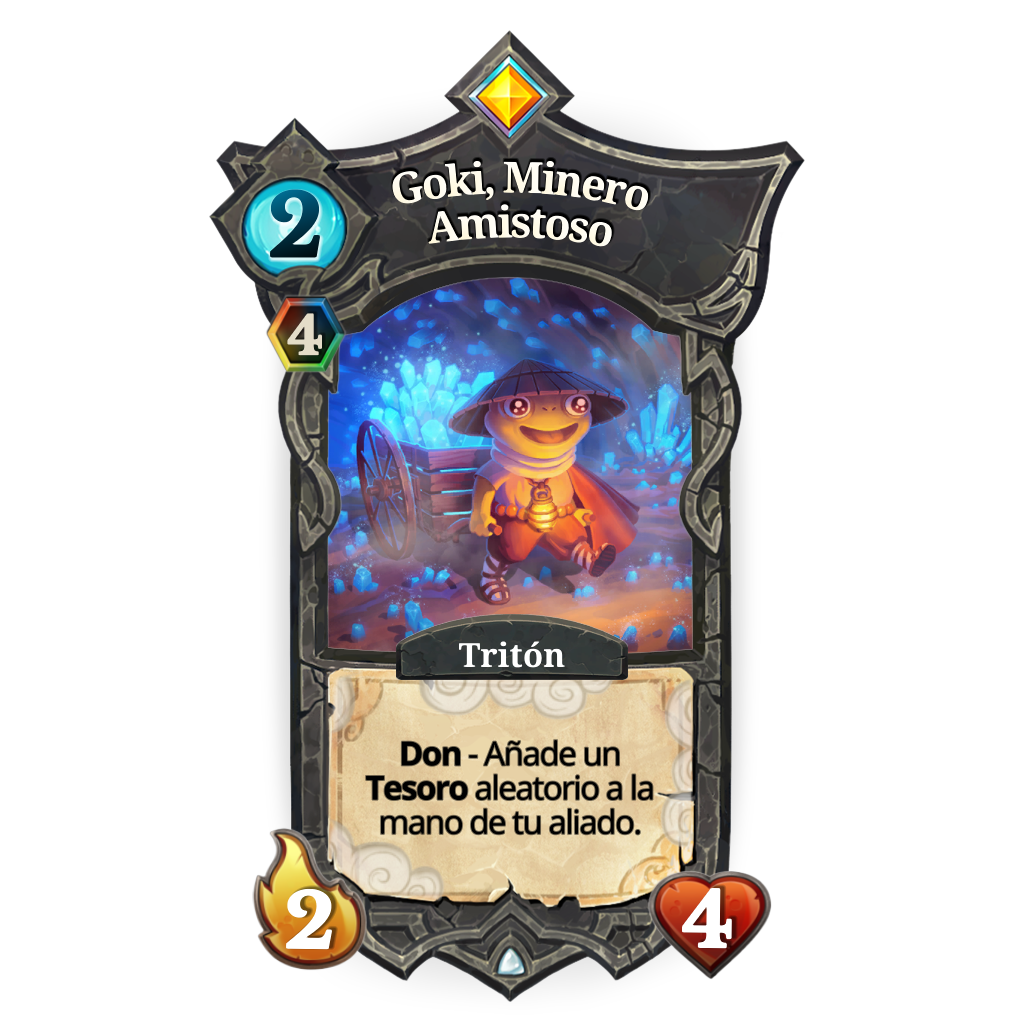 2
Goki, Minero
Amistoso
4
Tritón
Don - Añade un
Tesoro aleatorio a la
mano de tu aliado.
2
4